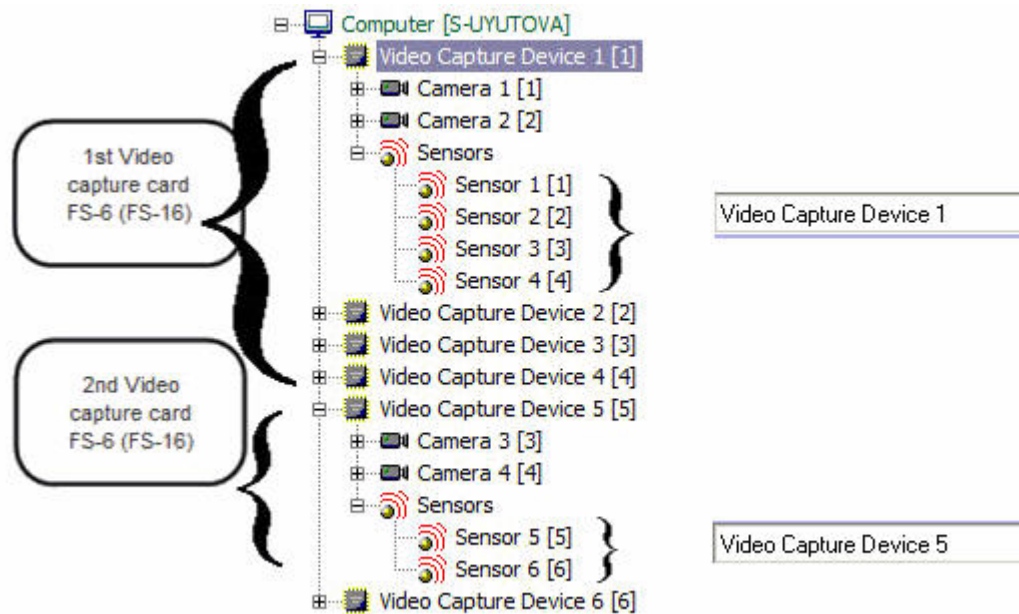 Computer [S-UYUTOVA]
Video Capture Device 1 [1]
Camera 1 [1]
Camera 2 [2]
Sensors
Sensor 1 [1]
Sensor 2 [2]
Sensor 3 [3]
Sensor 4 [4]
Video Capture Device 2 [2]
Video Capture Device 3 [3]
Video Capture Device 4 [4]
Video Capture Device 5 [5]
Camera 3 [3]
Camera 4 [4]
Sensors
Sensor 5 [5]
Sensor 6 [6]
Video Capture Device 6 [6]
1st Video
capture card
FS-6 (FS-16)
2nd Video
capture card
FS-6 (FS-16)
Video Capture Device 1
Video Capture Device 5